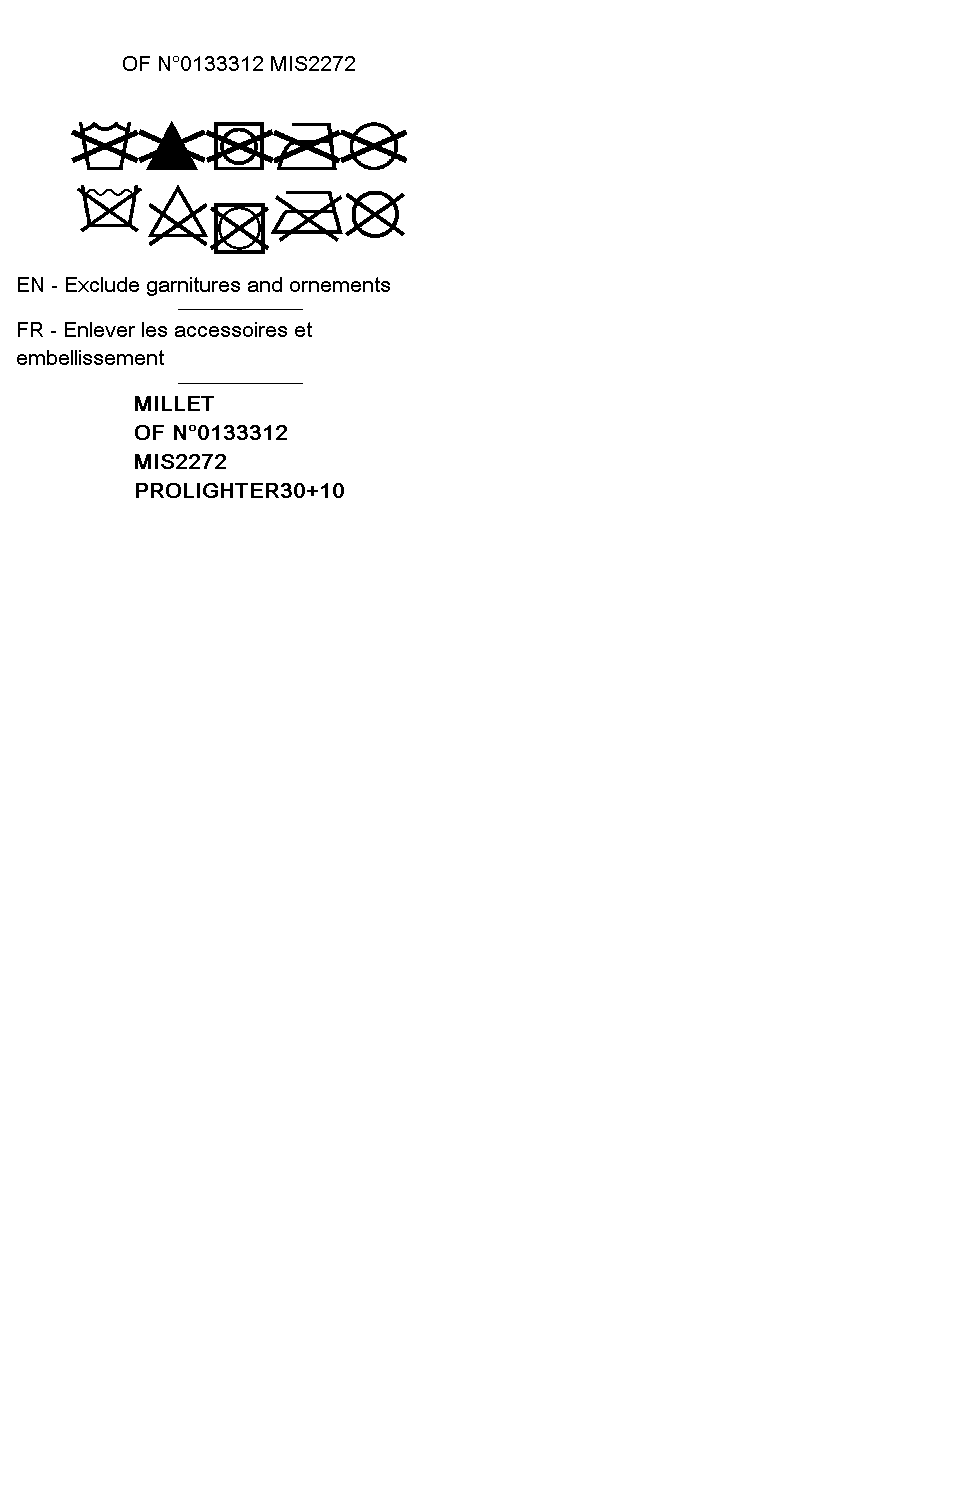 OF N°0133312 MIS2272
EN - Exclude garnitures and ornements
FR - Enlever les accessoires et
embellissement
MILLET
OF N°0133312
MIS2272
PROLIGHTER30+10